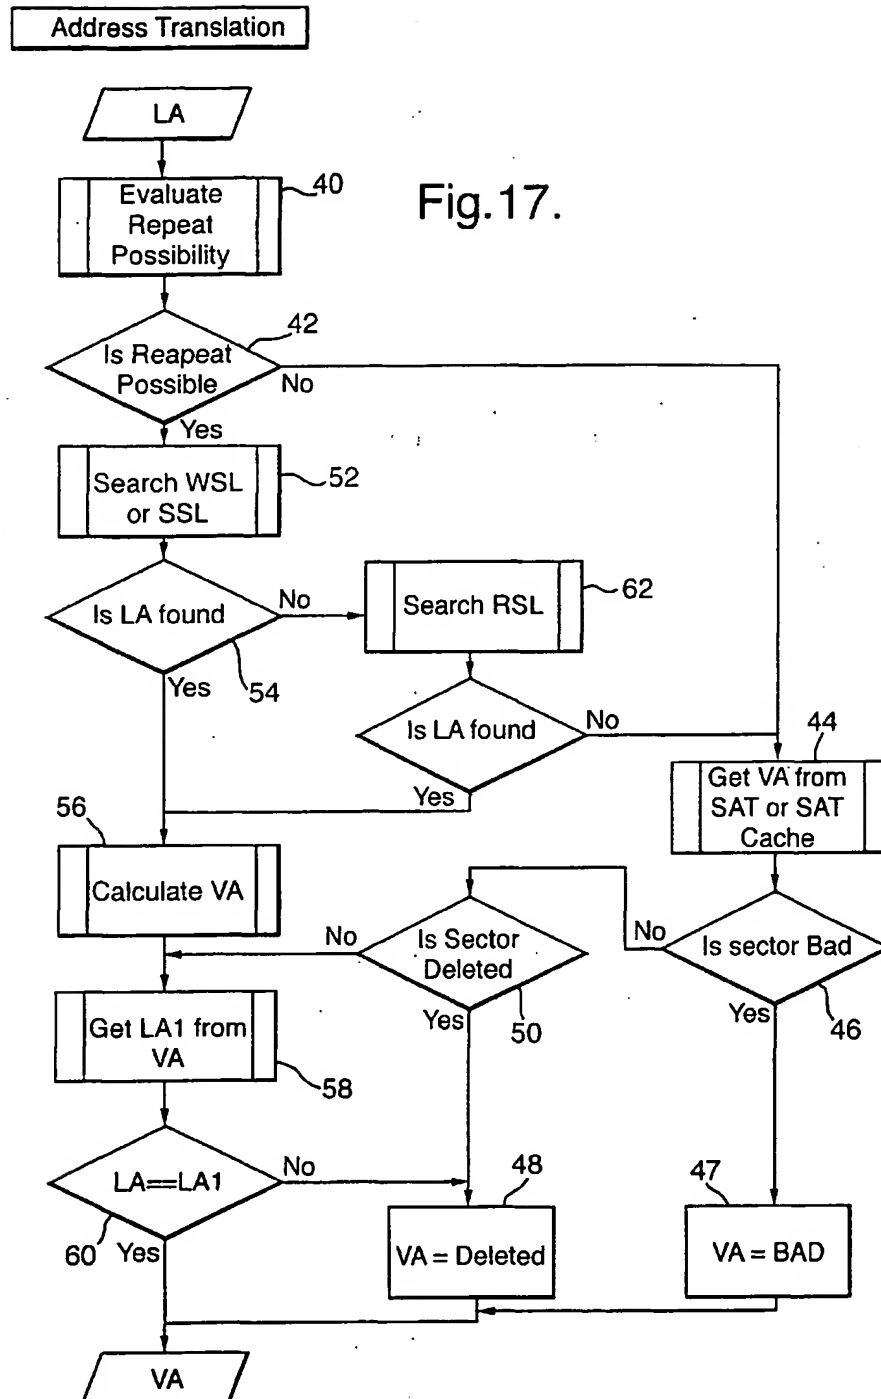 Address Translation
LA
Fig.17.
Evaluate
Repeat
Possibility
40
Is Reapeat
Possible
42
No
Yes
Search WSL
or SSL
52
Is LA found
No
54
Yes
Search RSL
62
Is LA found
No
Yes
44
Get VA from
SAT or SAT
Cache
56
Calculate VA
Is Sector
Deleted
No
Yes
50
Is sector Bad
No
Yes
46
Get LA1 from
VA
58
LA==LA1
No
60
Yes
48
VA = Deleted
47
VA = BAD
VA